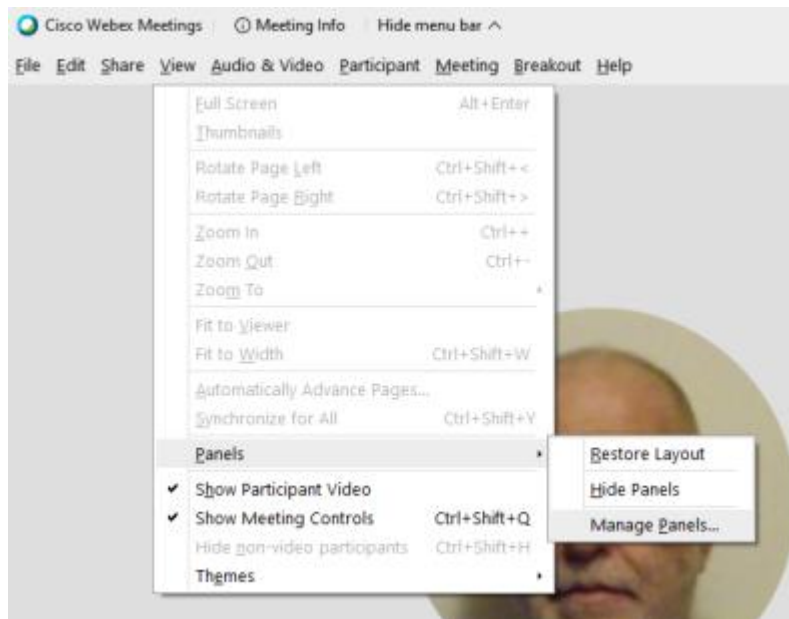 Cisco Webex Meetings Meeting Info Hide menu bar
File Edit Share View Audio & Video Participant Meeting Breakout Help
Full Screen Alt+Enter
Thumbnails
Rotate Page Left Ctrl+Shift+<
Rotate Page Right Ctrl+Shift+>
Zoom In Ctrl++
Zoom Out Ctrl+-
Zoom To
Fit to Viewer
Fit to Width Ctrl+Shift+W
Automatically Advance Pages...
Synchronize for All Ctrl+Shift+Y
Panels
Show Participant Video
Show Meeting Controls Ctrl+Shift+Q
Hide non-video participants Ctrl+Shift+H
Themes
Restore Layout
Hide Panels
Manage Panels...